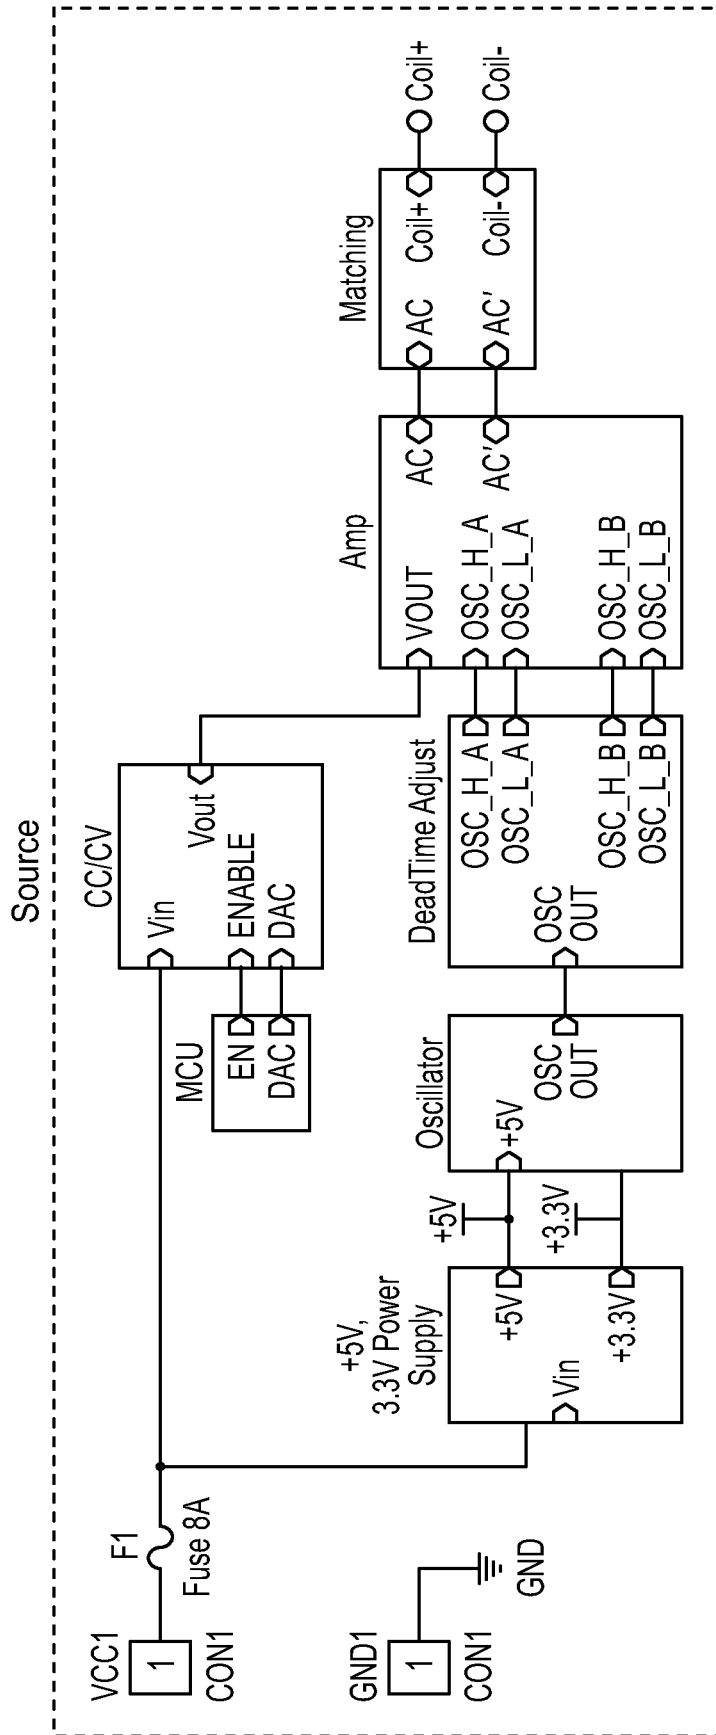 Source
VCC1
1
CON1
F1
Fuse 8A
GND1
1
CON1
GND
MCU
EN
DAC
CC/CV
Vin
ENABLE
DAC
Vout
+5V,
3.3V Power
Supply
Vin
+5V
+3.3V
+5V
+3.3V
Oscillator
+5V
OSC
OUT
DeadTime Adjust
OSC
OUT
OSC_H_A
OSC_L_A
OSC_H_B
OSC_L_B
Amp
VOUT
OSC_H_A
OSC_L_A
OSC_H_B
OSC_L_B
AC
AC'
Matching
AC
AC'
Coil+
Coil-
Coil+
Coil-